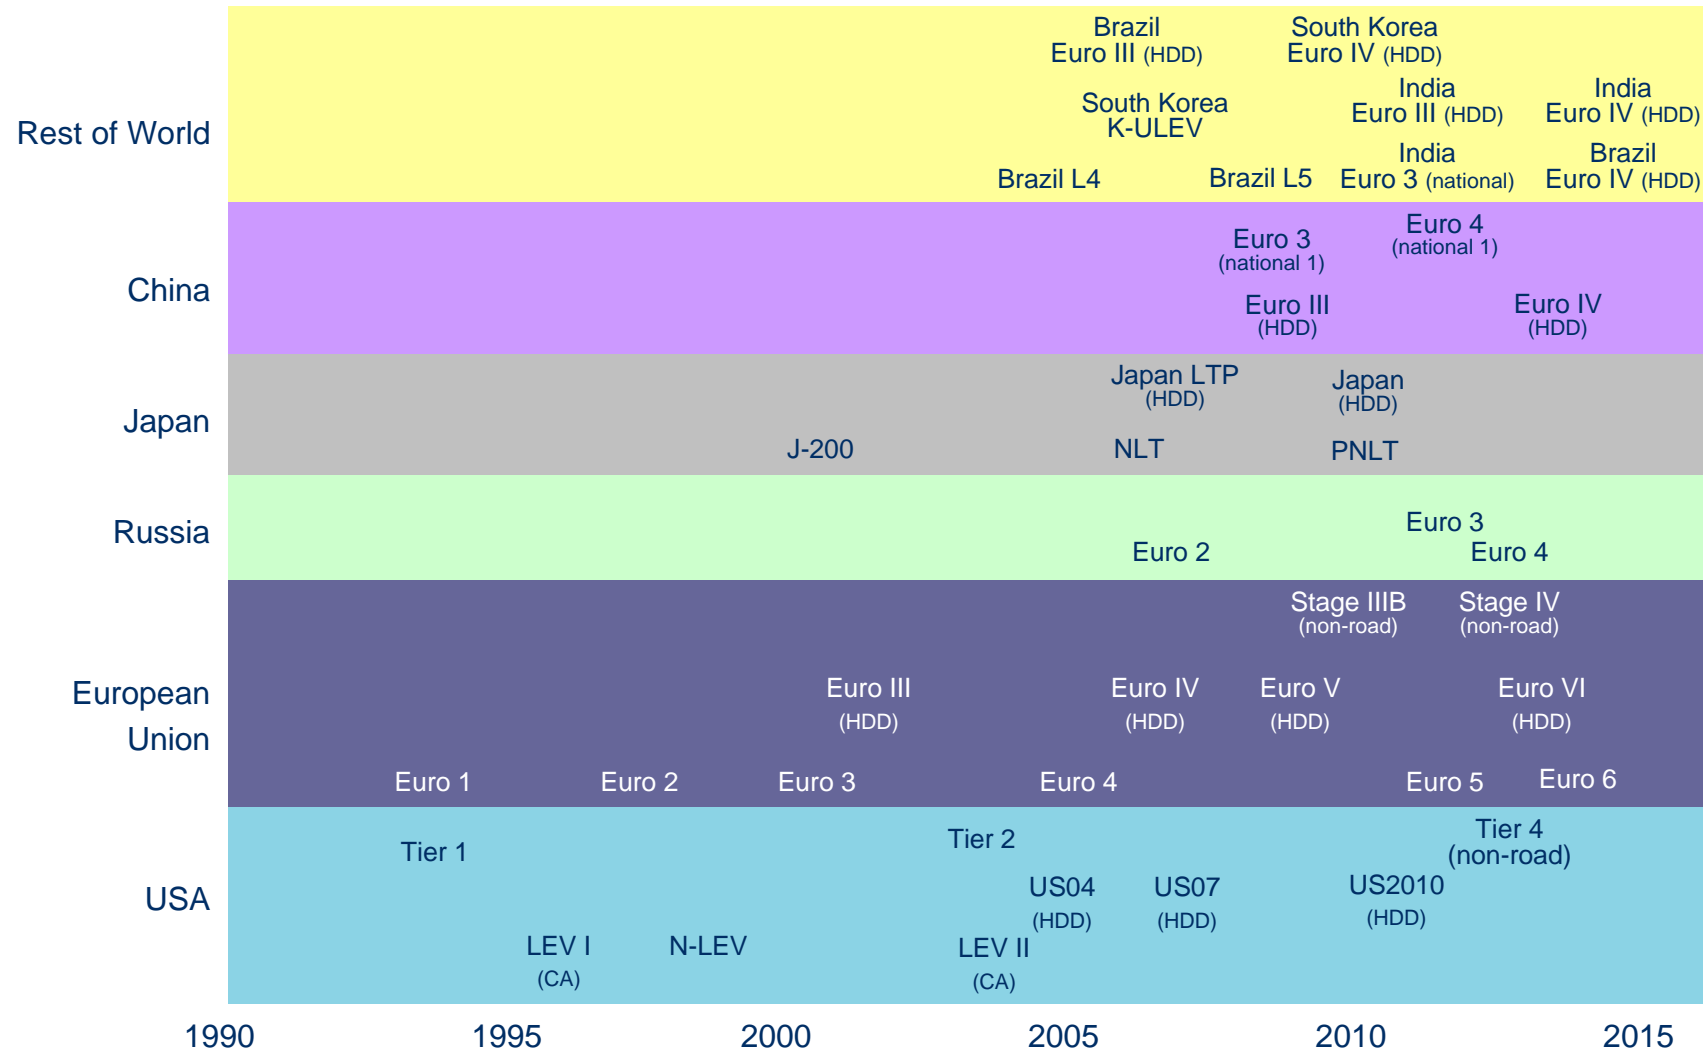 Brazil
Euro III (HDD)
South Korea
Euro IV (HDD)
India
Euro III (HDD)
India
Euro IV (HDD)
South Korea
K-ULEV
Rest of World
Brazil L4
Brazil L5
India
Euro 3 (national)
Brazil
Euro IV (HDD)
China
Euro 3
(national 1)
Euro 4
(national 1)
Euro III
(HDD)
Euro IV
(HDD)
Japan
Japan LTP
(HDD)
Japan
(HDD)
J-200
NLT
PNLT
Russia
Euro 3
Euro 2
Euro 4
Stage IIIB
(non-road)
Stage IV
(non-road)
European
Union
Euro III
(HDD)
Euro IV
(HDD)
Euro V
(HDD)
Euro VI
(HDD)
Euro 1
Euro 2
Euro 3
Euro 4
Euro 5
Euro 6
USA
Tier 1
Tier 2
Tier 4
(non-road)
US04
(HDD)
US07
(HDD)
US2010
(HDD)
LEV I
(CA)
N-LEV
LEV II
(CA)
1990
1995
2000
2005
2010
2015